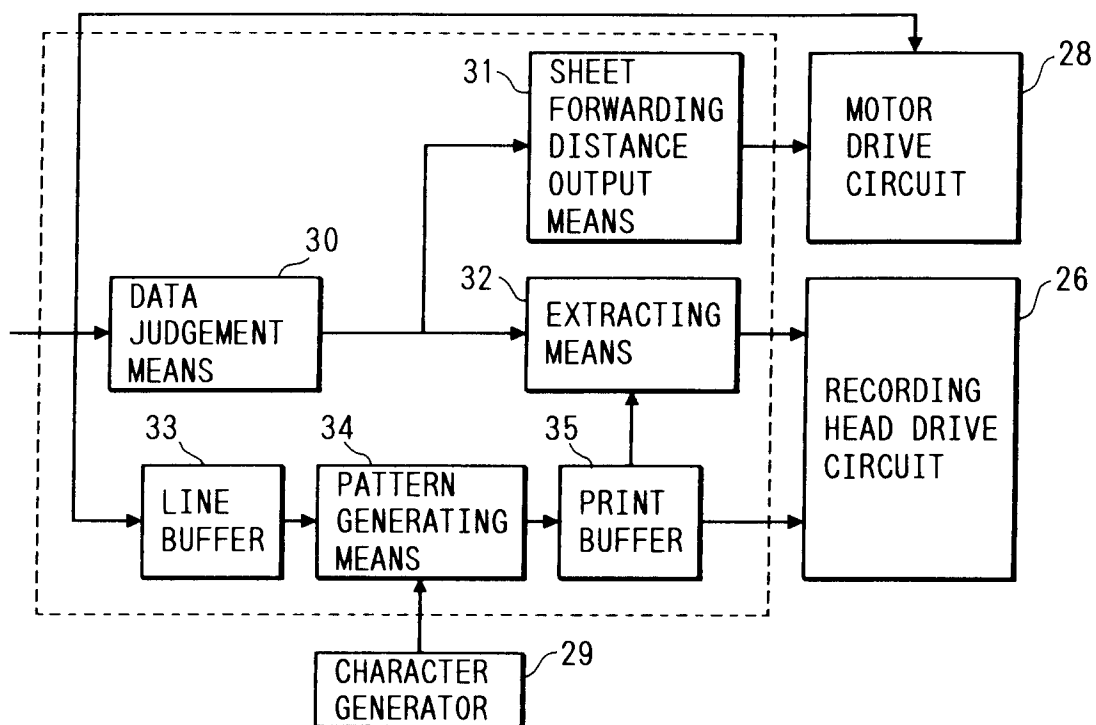 31
SHEET
FORWARDING
DISTANCE
OUTPUT
MEANS
28
MOTOR
DRIVE
CIRCUIT
30
DATA
JUDGEMENT
MEANS
32
EXTRACTING
MEANS
26
RECORDING
HEAD DRIVE
CIRCUIT
33
LINE
BUFFER
34
PATTERN
GENERATING
MEANS
35
PRINT
BUFFER
29
CHARACTER
GENERATOR